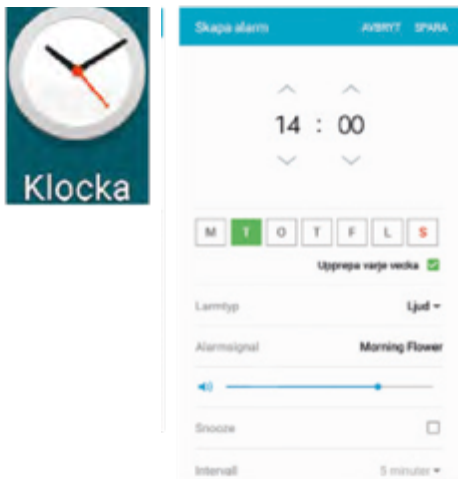 Klocka
Skapa alarm AVBRYT SPARA
14 : 00
M T O T F L S
Upprepa varje vecka
Larmtyp Ljud
Alarmsignal Morning Flower
Snooze
Intervall 5 minuter